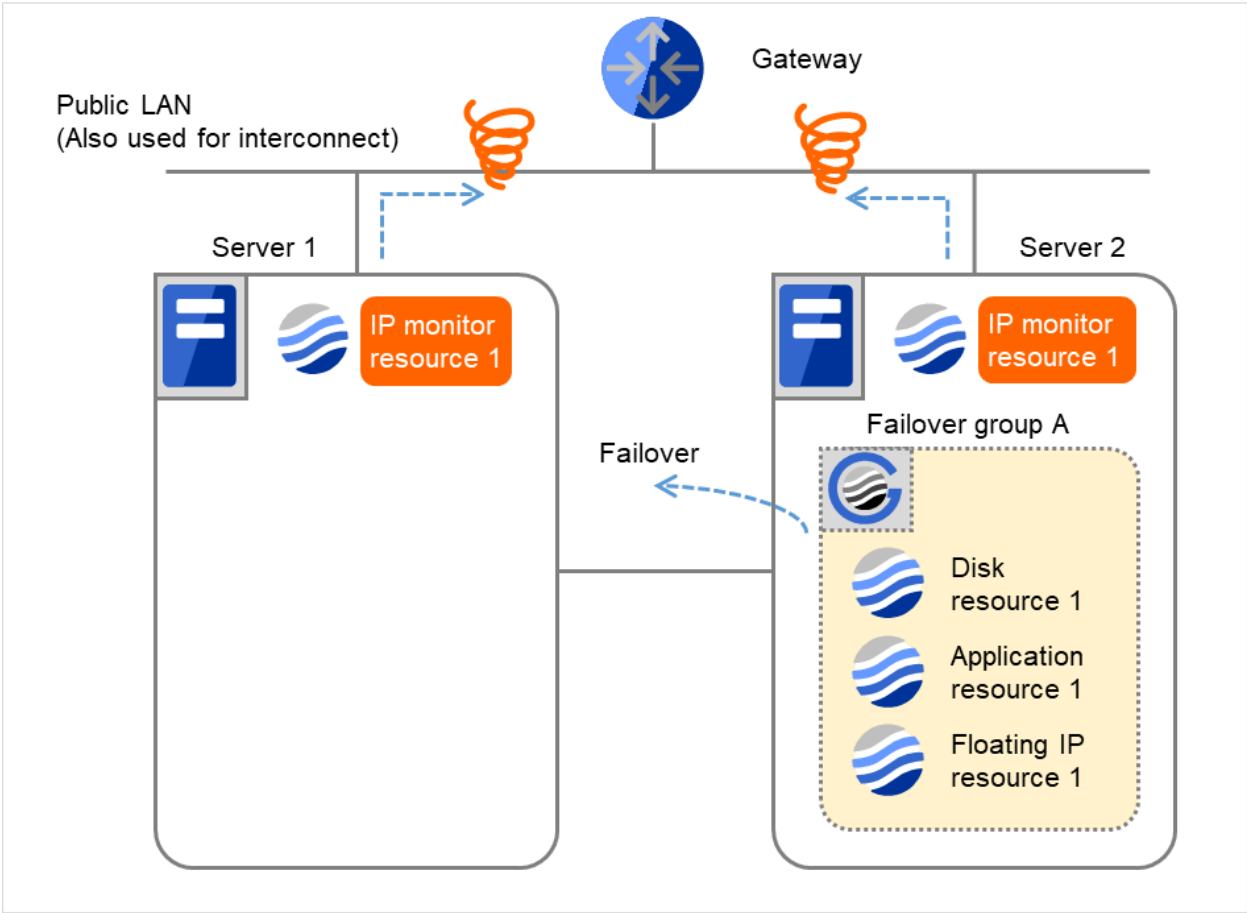 Gateway
Public LAN
(Also used for interconnect)
Server 1
Server 2
IP monitor
resource 1
IP monitor
resource 1
Failover group A
Failover
Disk
resource 1
Application
resource 1
Floating IP
resource 1